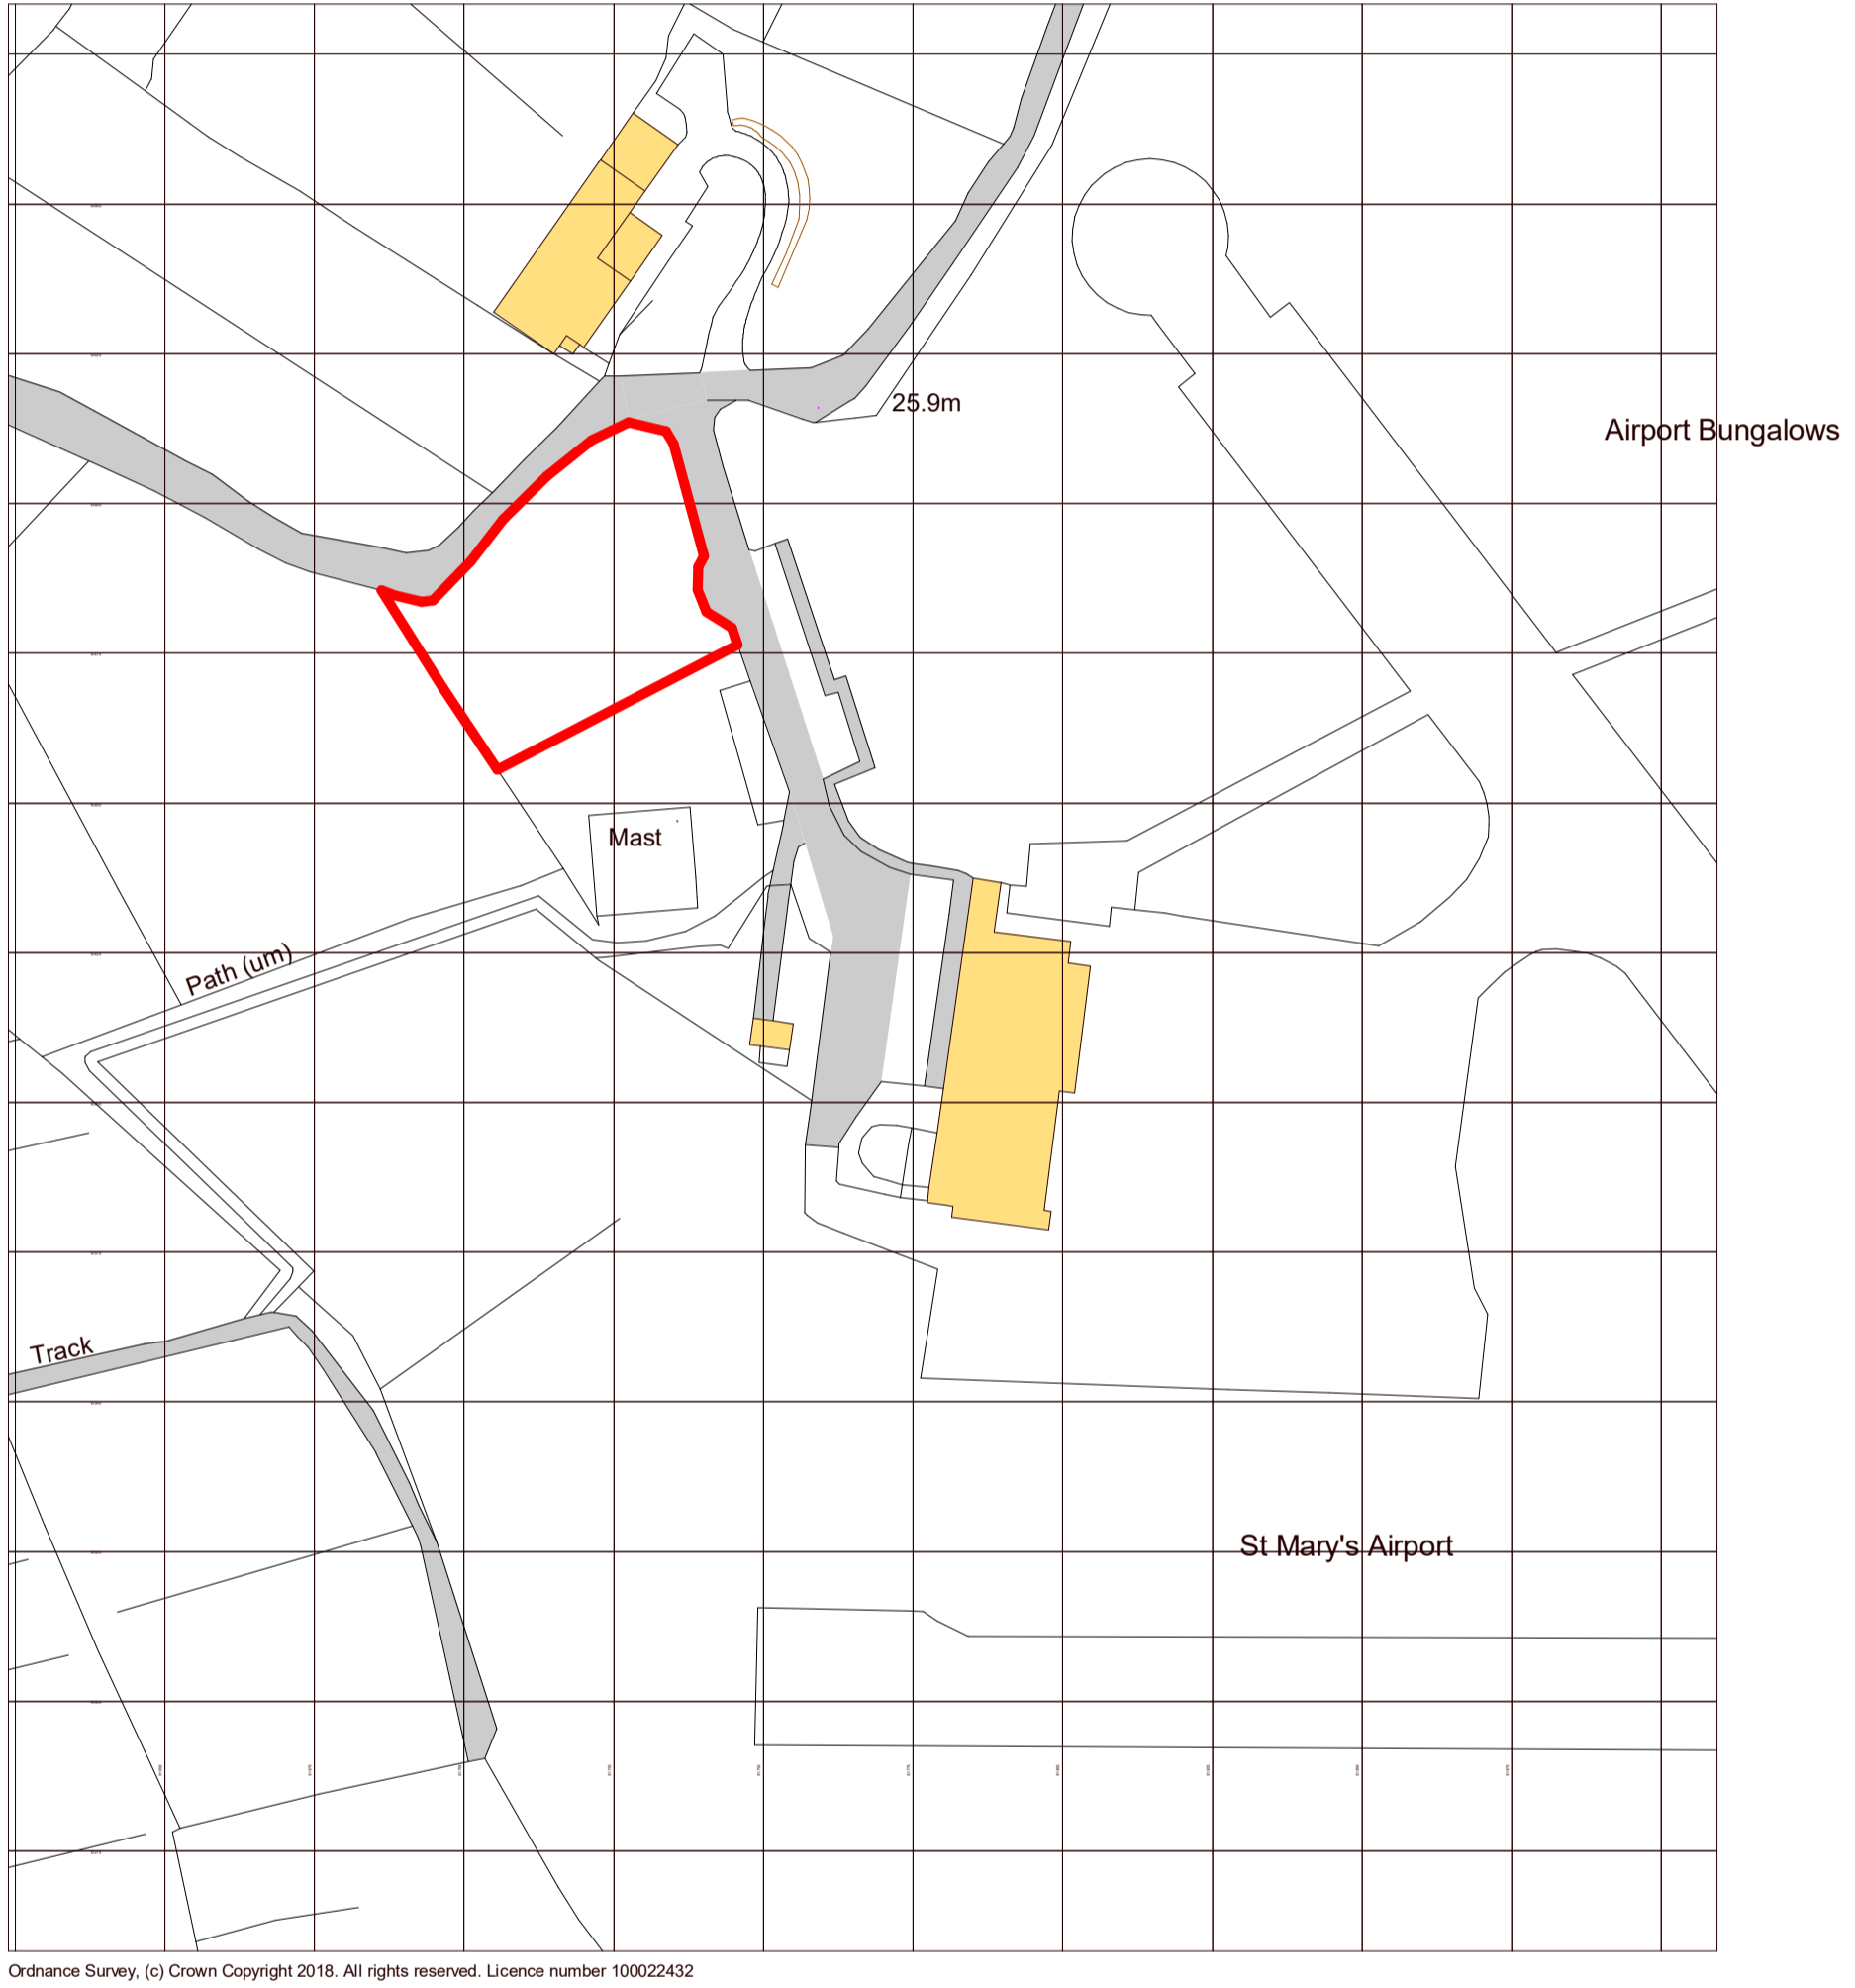 25.9m
Airport Bungalows
Mast
Path (um)
Track
St Mary's Airport
Ordnance Survey, (c) Crown Copyright 2018. All rights reserved. Licence number 100022432